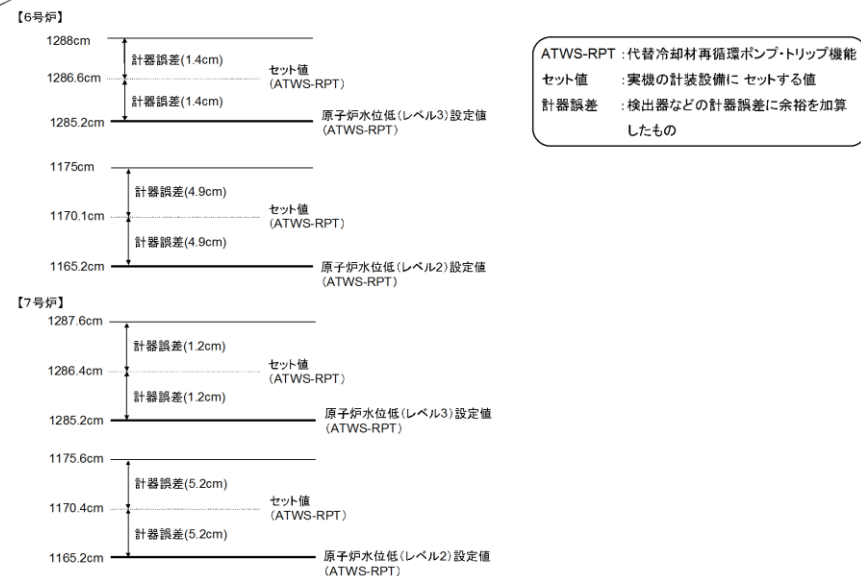 【6号炉】
1288cm
計器誤差(1.4cm)
1286.6cm
セット値
(ATWS-RPT)
計器誤差(1.4cm)
1285.2cm
原子炉水位低(レベル3)設定値
(ATWS-RPT)
1175cm
計器誤差(4.9cm)
1170.1cm
セット値
(ATWS-RPT)
計器誤差(4.9cm)
1165.2cm
原子炉水位低(レベル2)設定値
(ATWS-RPT)
【7号炉】
1287.6cm
計器誤差(1.2cm)
1286.4cm
セット値
(ATWS-RPT)
計器誤差(1.2cm)
1285.2cm
原子炉水位低(レベル3)設定値
(ATWS-RPT)
1175.6cm
計器誤差(5.2cm)
1170.4cm
セット値
(ATWS-RPT)
計器誤差(5.2cm)
1165.2cm
原子炉水位低(レベル2)設定値
(ATWS-RPT)
ATWS-RPT :代替冷却材再循環ポンプ・トリップ機能
セット値 :実機の計装設備に セットする値
計器誤差 :検出器などの計器誤差に余裕を加算
したもの